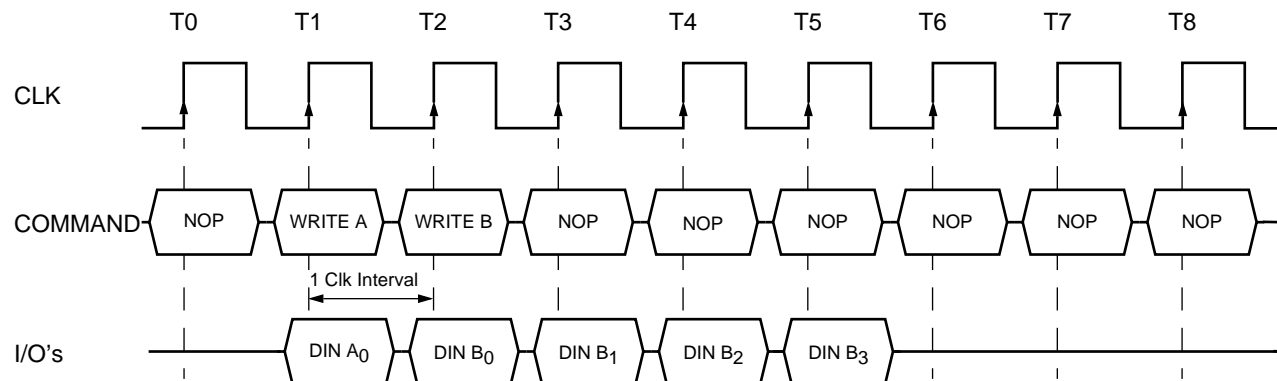 T0 T1 T2 T3 T4 T5 T6 T7 T8
CLK
COMMAND NOP WRITE A WRITE B NOP NOP NOP NOP NOP NOP
1 Clk Interval
I/O's DIN A0 DIN B0 DIN B1 DIN B2 DIN B3